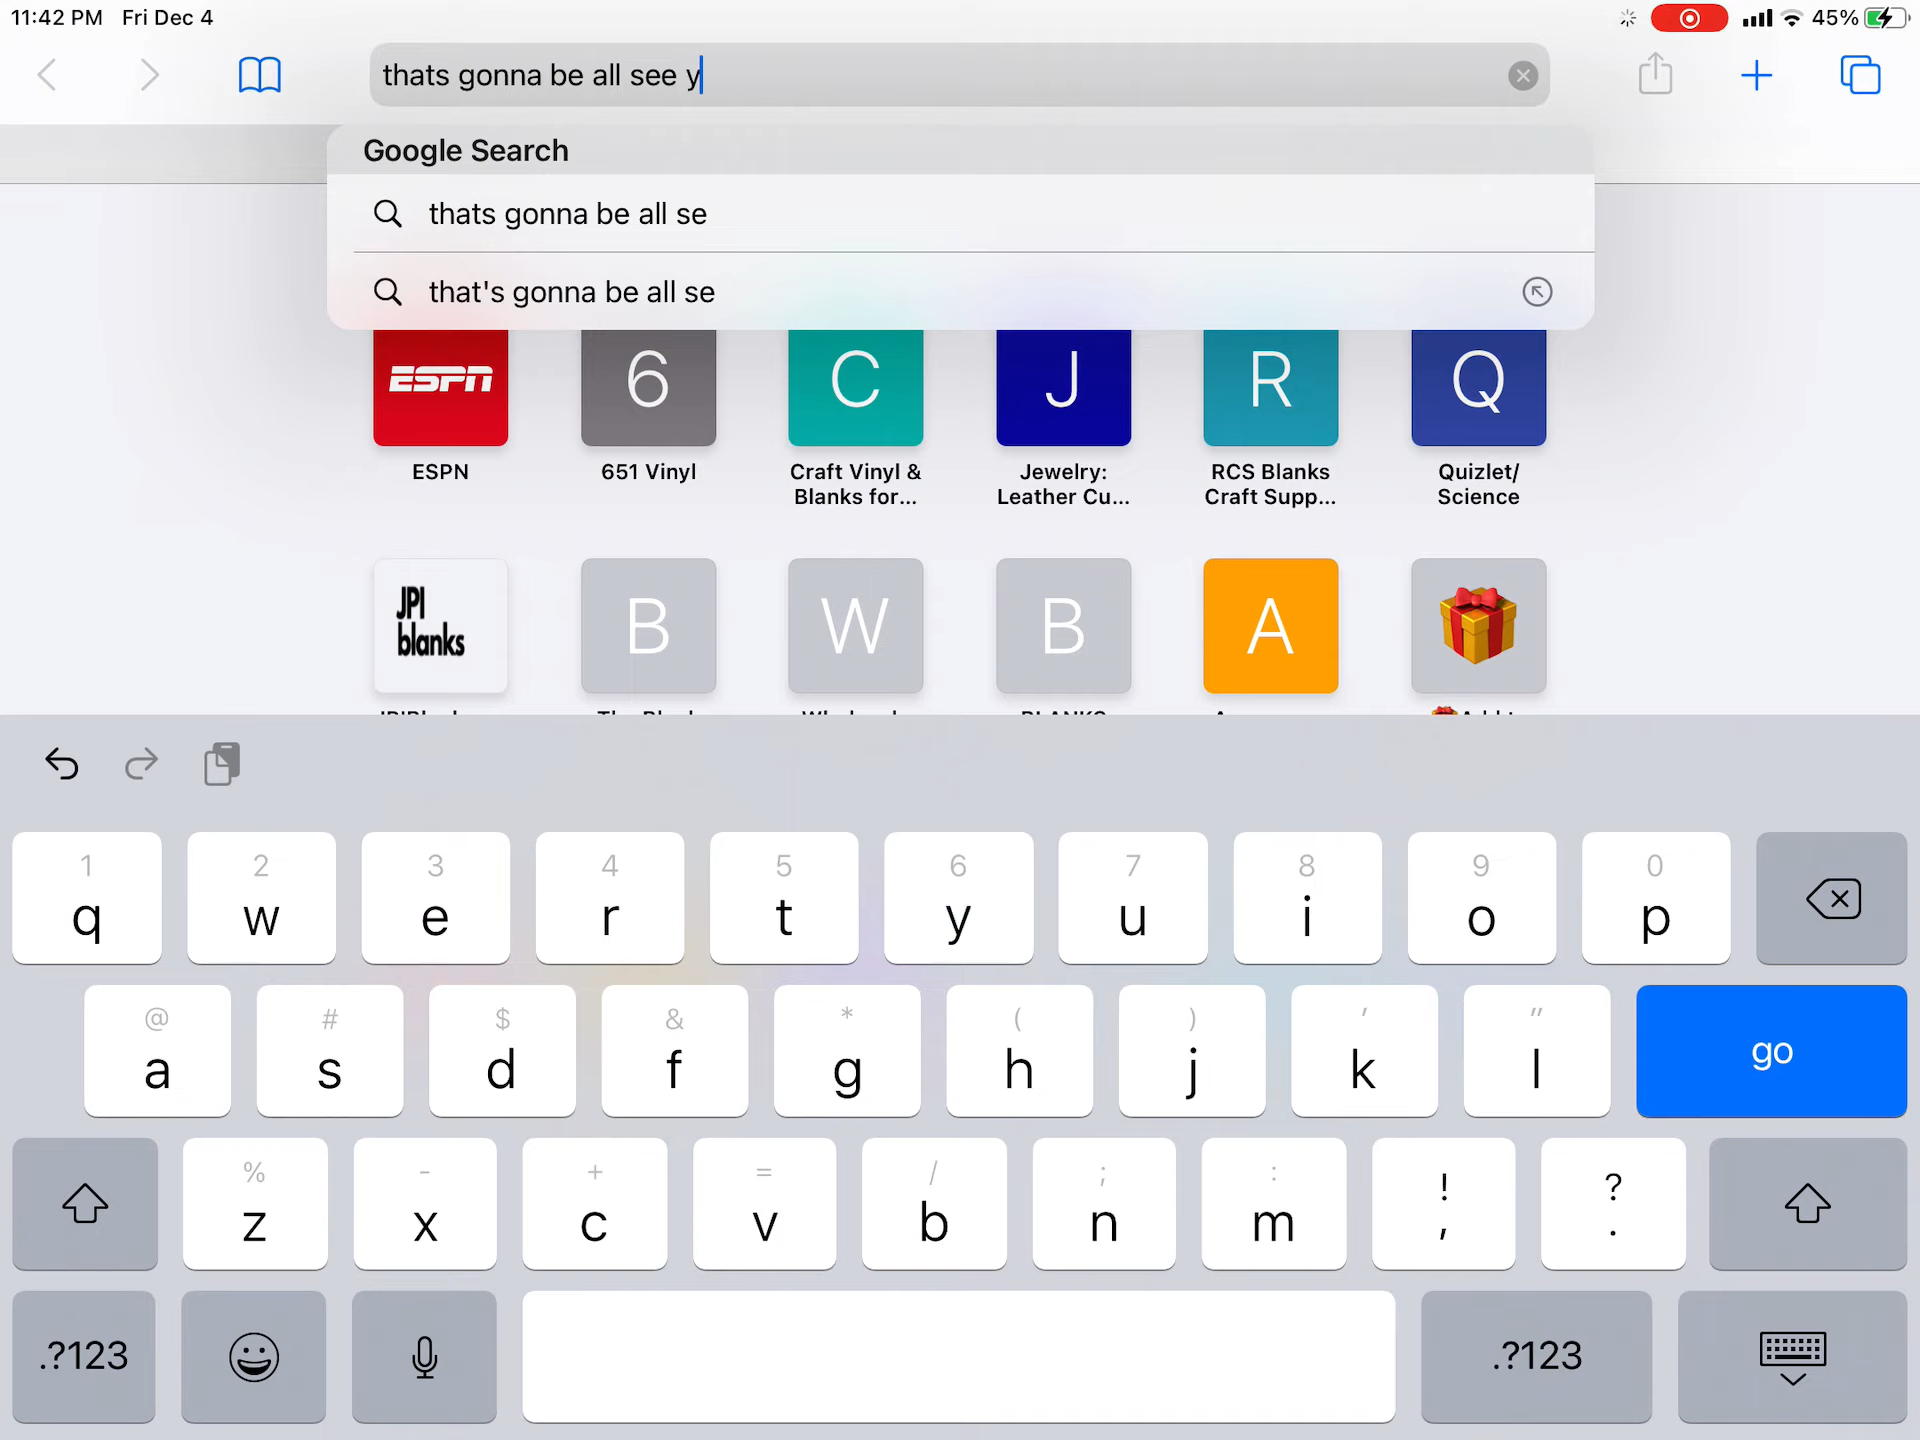 11:42 PM Fri Dec 4
45%
thats gonna be all see y
Google Search
thats gonna be all se
that's gonna be all se
ESPN 6 C J R Q
ESPN 651 Vinyl Craft Vinyl & Blanks for... Jewelry: Leather Cu... RCS Blanks Craft Supp... Quizlet/ Science
JPI blanks B W B A
1 2 3 4 5 6 7 8 9 0
q w e r t y u i o p
@ # $ & * ( ) ' "
a s d f g h j k l go
% - + = / ; : ! ?
z x c v b n m , .
.?123 .?123